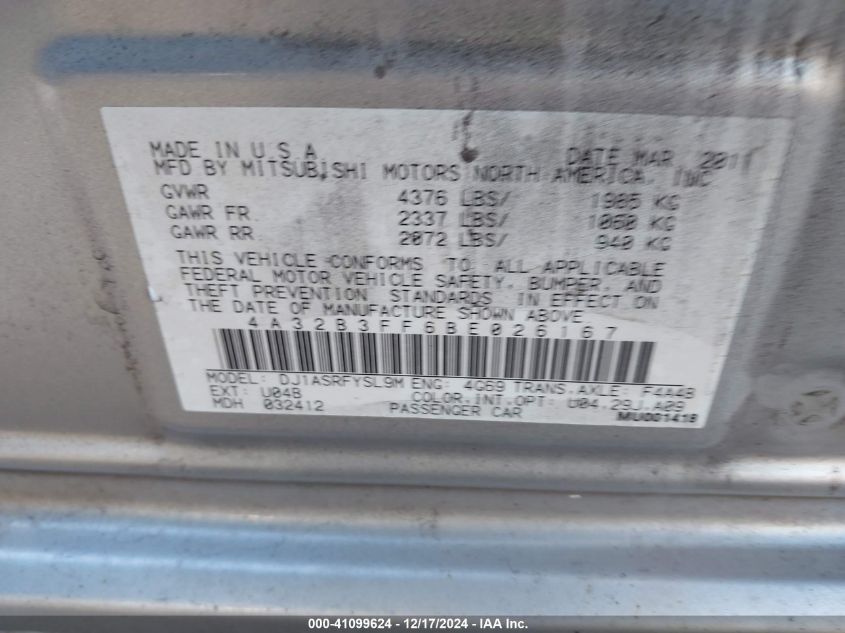 MADE IN U S A DATE MAR 2011
MFD BY MITSUBISHI MOTORS NORTH AMERICA, INC
GVWR 4376 LBS/ 1985 KG
GAWR FR. 2337 LBS/ 1060 KG
GAWR RR. 2072 LBS/ 940 KG
THIS VEHICLE CONFORMS TO ALL APPLICABLE
FEDERAL MOTOR VEHICLE SAFETY, BUMPER, AND
THEFT PREVENTION STANDARDS IN EFFECT ON
THE DATE OF MANUFACTURE SHOWN ABOVE
4A32B3FF6BE026167
MODEL: DJ1ASRFYSL9M ENG: 4G69 TRANS.AXLE: F4A4B
EXT: U04B COLOR.INT.OPT: U04.29J.A09
MDH 032412 PASSENGER CAR MU001418
000-41099624 - 12/17/2024 - IAA Inc.